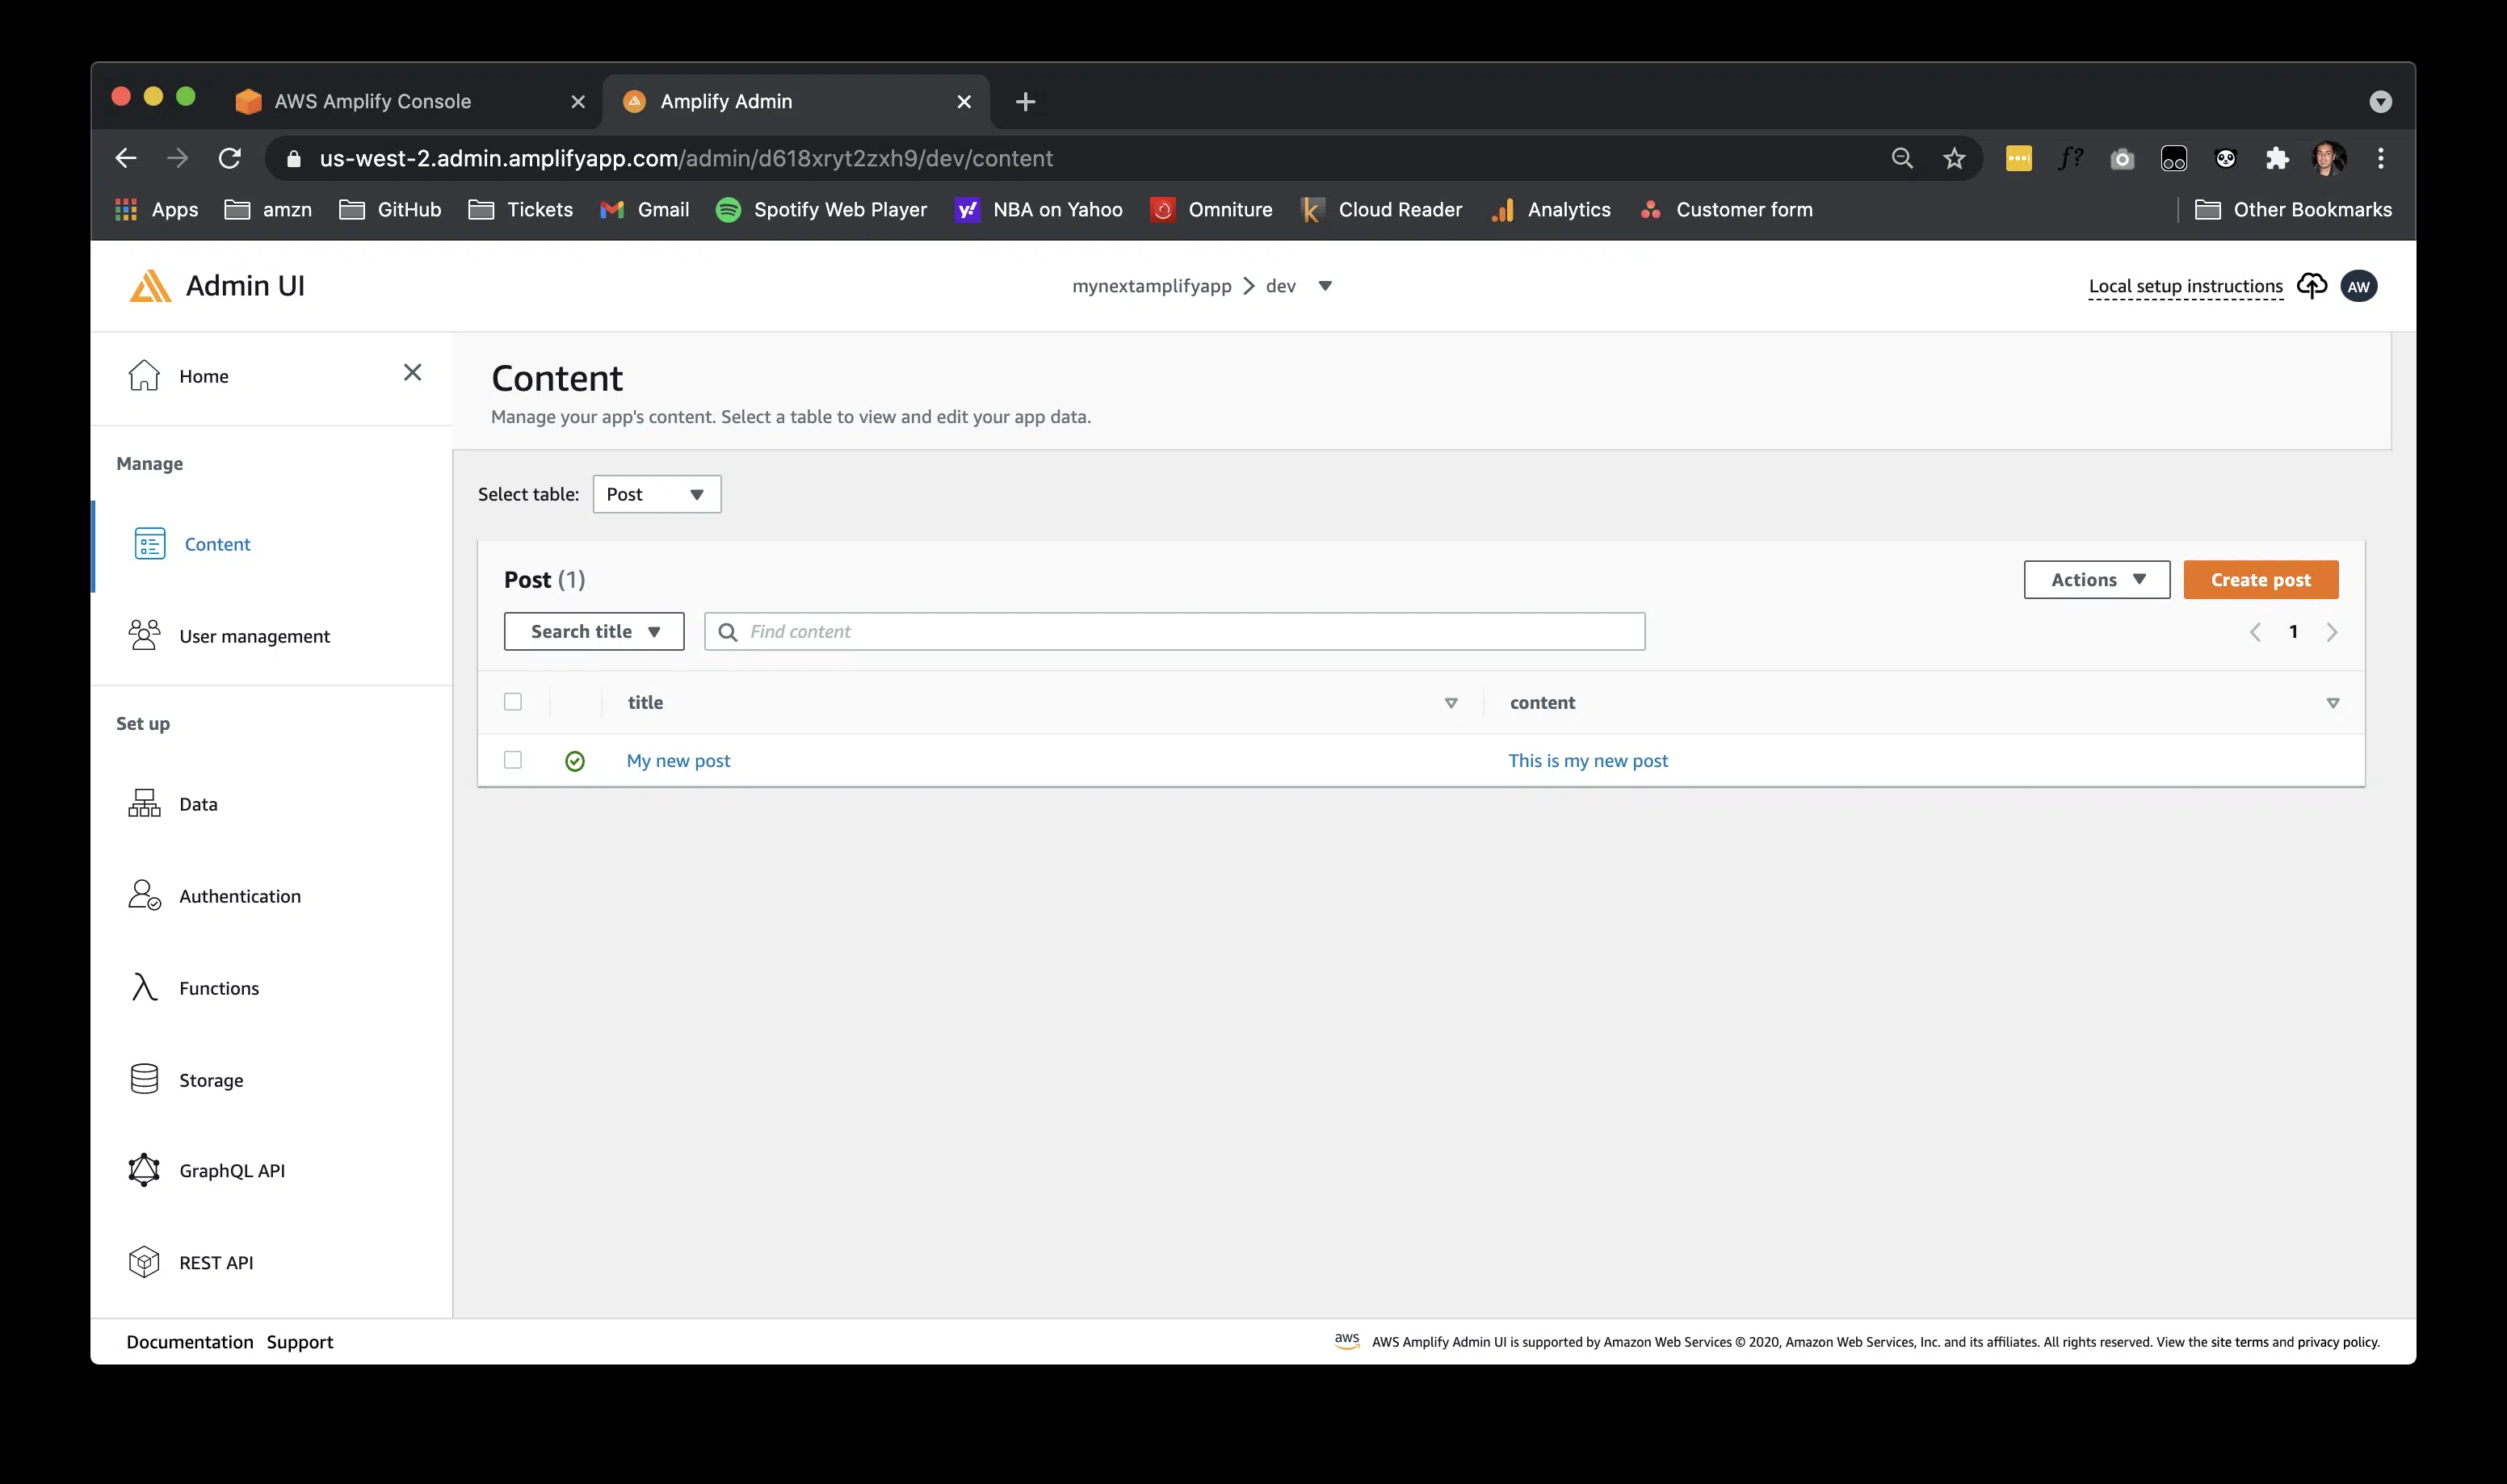 AWS Amplify Console
Amplify Admin
us-west-2.admin.amplifyapp.com/admin/d618xryt2zxh9/dev/content
f?
Apps amzn GitHub Tickets Gmail Spotify Web Player y! NBA on Yahoo Omniture k Cloud Reader Analytics Customer form Other Bookmarks
Admin UI
mynextamplifyapp > dev
Local setup instructions AW
Home
Manage
Content
User management
Set up
Data
Authentication
Functions
Storage
GraphQL API
REST API
Content
Manage your app's content. Select a table to view and edit your app data.
Select table: Post
Post (1)
Actions Create post
Search title Find content
1
title content
My new post This is my new post
Documentation Support
aws AWS Amplify Admin UI is supported by Amazon Web Services © 2020, Amazon Web Services, Inc. and its affiliates. All rights reserved. View the site terms and privacy policy.